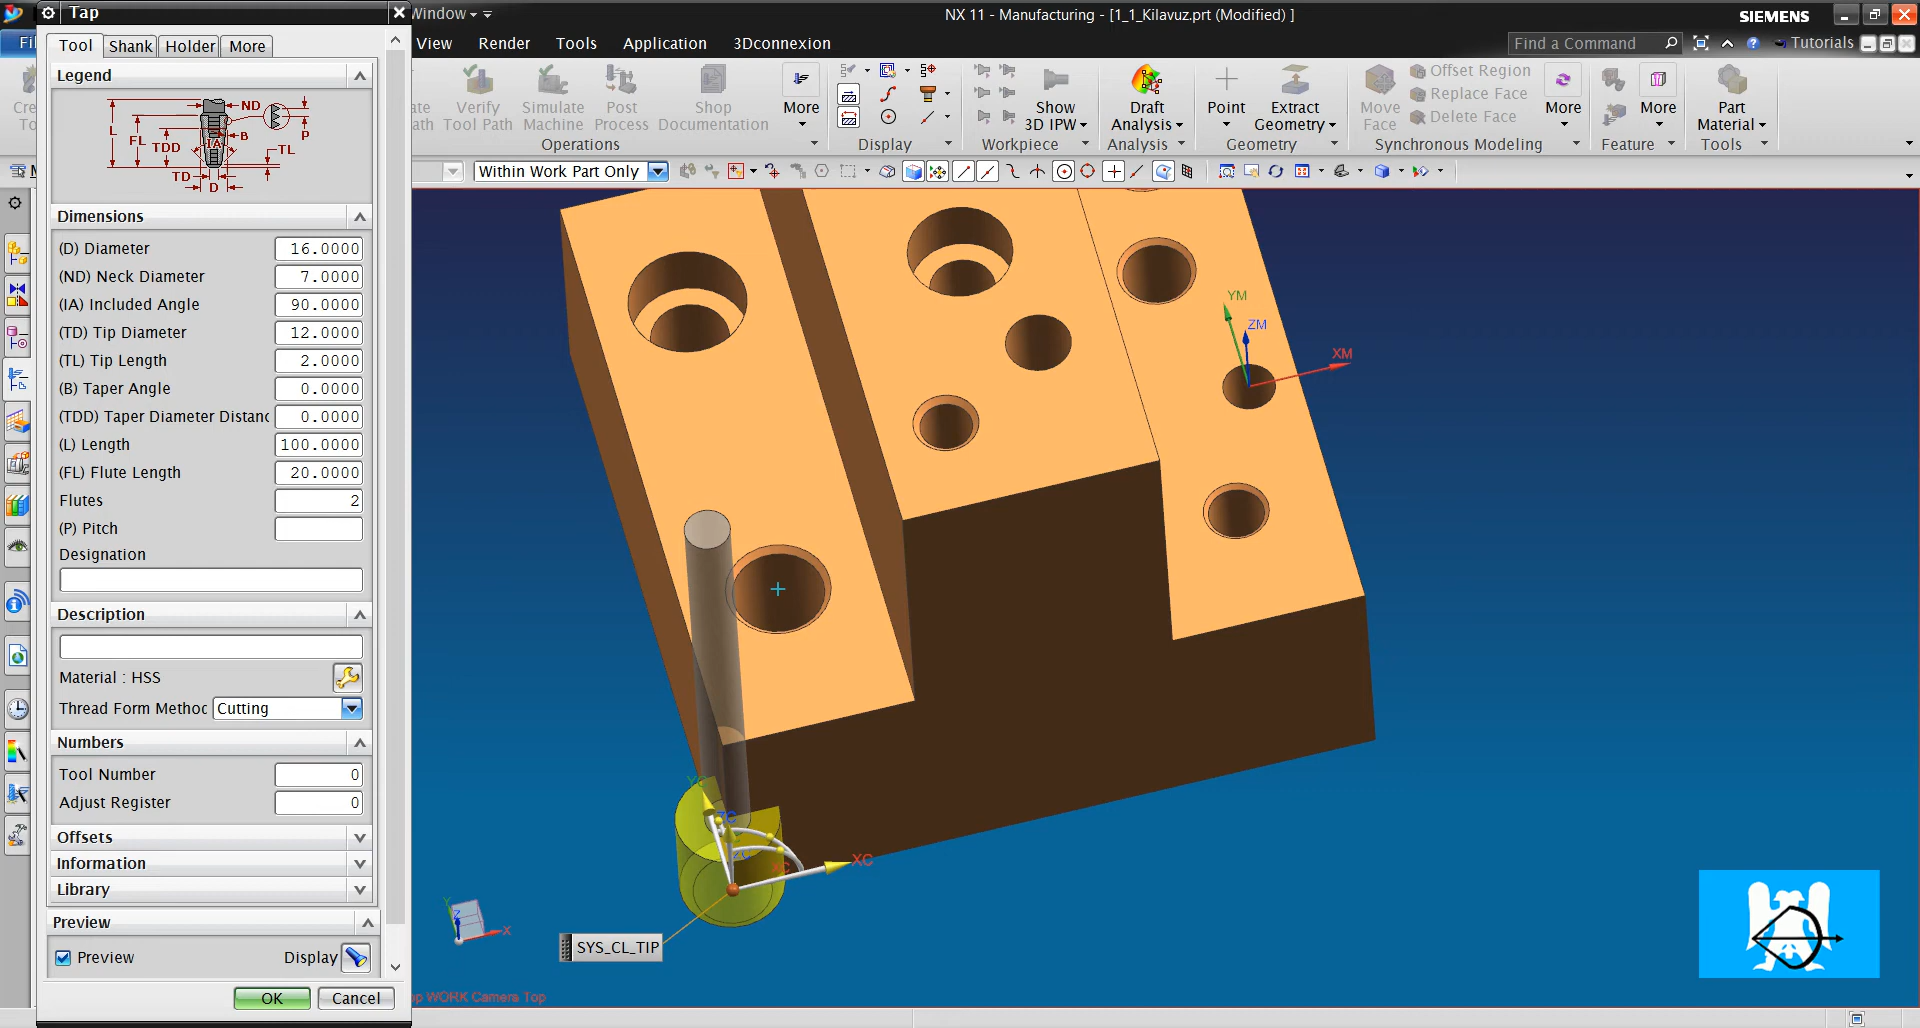 Tap
Window
NX 11 - Manufacturing - [1_1_Kilavuz.prt (Modified) ]
SIEMENS
View Render Tools Application 3Dconnexion
Find a Command
Tutorials
Tool Shank Holder More
Legend
ND
P
L
FL
TDD
IA
B
TL
TD
D
Dimensions
(D) Diameter 16.0000
(ND) Neck Diameter 7.0000
(IA) Included Angle 90.0000
(TD) Tip Diameter 12.0000
(TL) Tip Length 2.0000
(B) Taper Angle 0.0000
(TDD) Taper Diameter Distanc 0.0000
(L) Length 100.0000
(FL) Flute Length 20.0000
Flutes 2
(P) Pitch
Designation
Description
Material : HSS
Thread Form Methoc Cutting
Numbers
Tool Number 0
Adjust Register 0
Offsets
Information
Library
Preview
Preview Display
OK Cancel
Verify Tool Path
Simulate Machine
Post Process
Shop Documentation
More
Operations
Display
Show 3D IPW
Workpiece
Draft Analysis
Analysis
Point
Extract Geometry
Geometry
Move Face
Offset Region
Replace Face
Delete Face
More
Synchronous Modeling
More
Feature
Part Material
Tools
Within Work Part Only
YM
ZM
XM
YC
ZC
ZC
XC
XC
SYS_CL_TIP
Y
Z
X
op WORK Camera Top